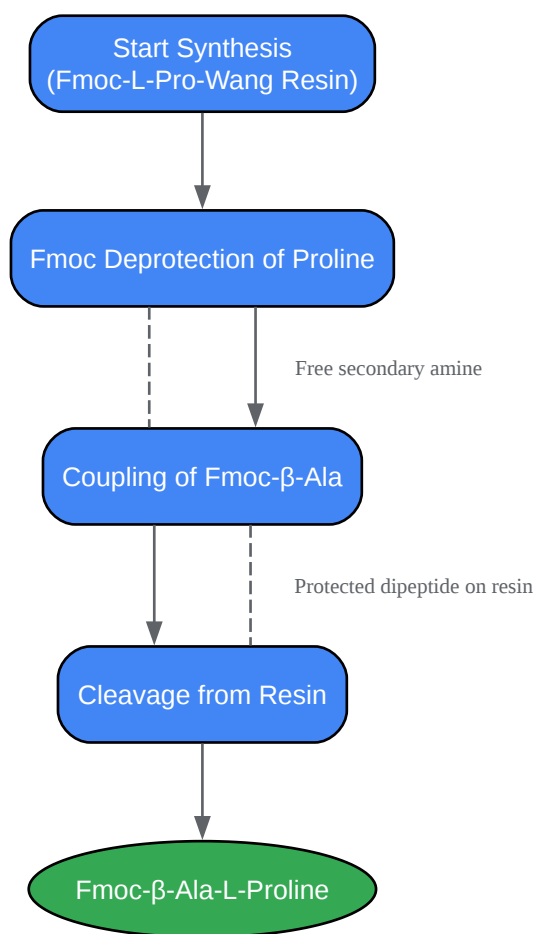 Start Synthesis
(Fmoc-L-Pro-Wang Resin)
Fmoc Deprotection of Proline
Free secondary amine
Coupling of Fmoc-β-Ala
Protected dipeptide on resin
Cleavage from Resin
Fmoc-β-Ala-L-Proline